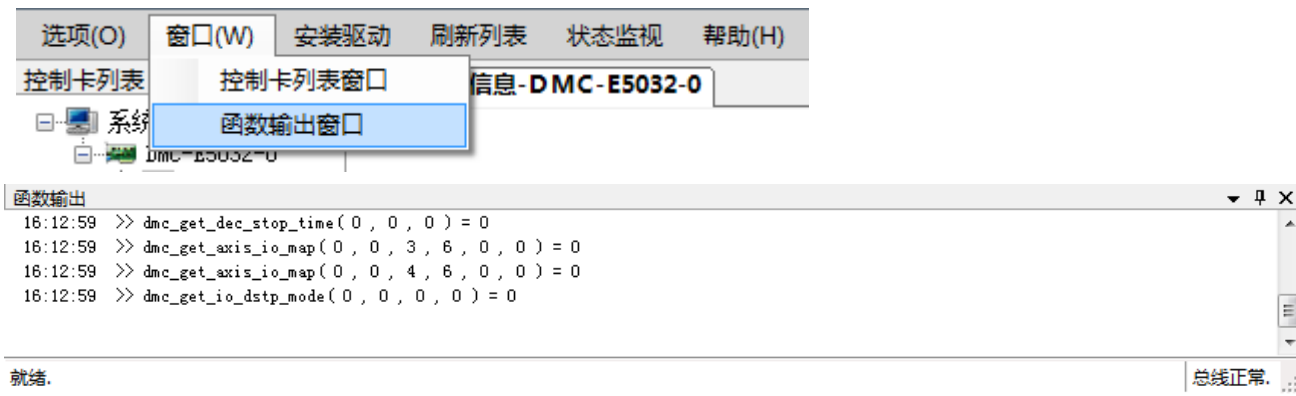 选项(O) 窗口(W) 安装驱动 刷新列表 状态监视 帮助(H)
控制卡列表 控制卡列表窗口 信息-DMC-E5032-0
系统 函数输出窗口
DMC-E5032-0
函数输出
16:12:59 >> dmc_get_dec_stop_time( 0 , 0 , 0 ) = 0
16:12:59 >> dmc_get_axis_io_map( 0 , 0 , 3 , 6 , 0 , 0 ) = 0
16:12:59 >> dmc_get_axis_io_map( 0 , 0 , 4 , 6 , 0 , 0 ) = 0
16:12:59 >> dmc_get_io_dstp_mode( 0 , 0 , 0 , 0 ) = 0
就绪. 总线正常.